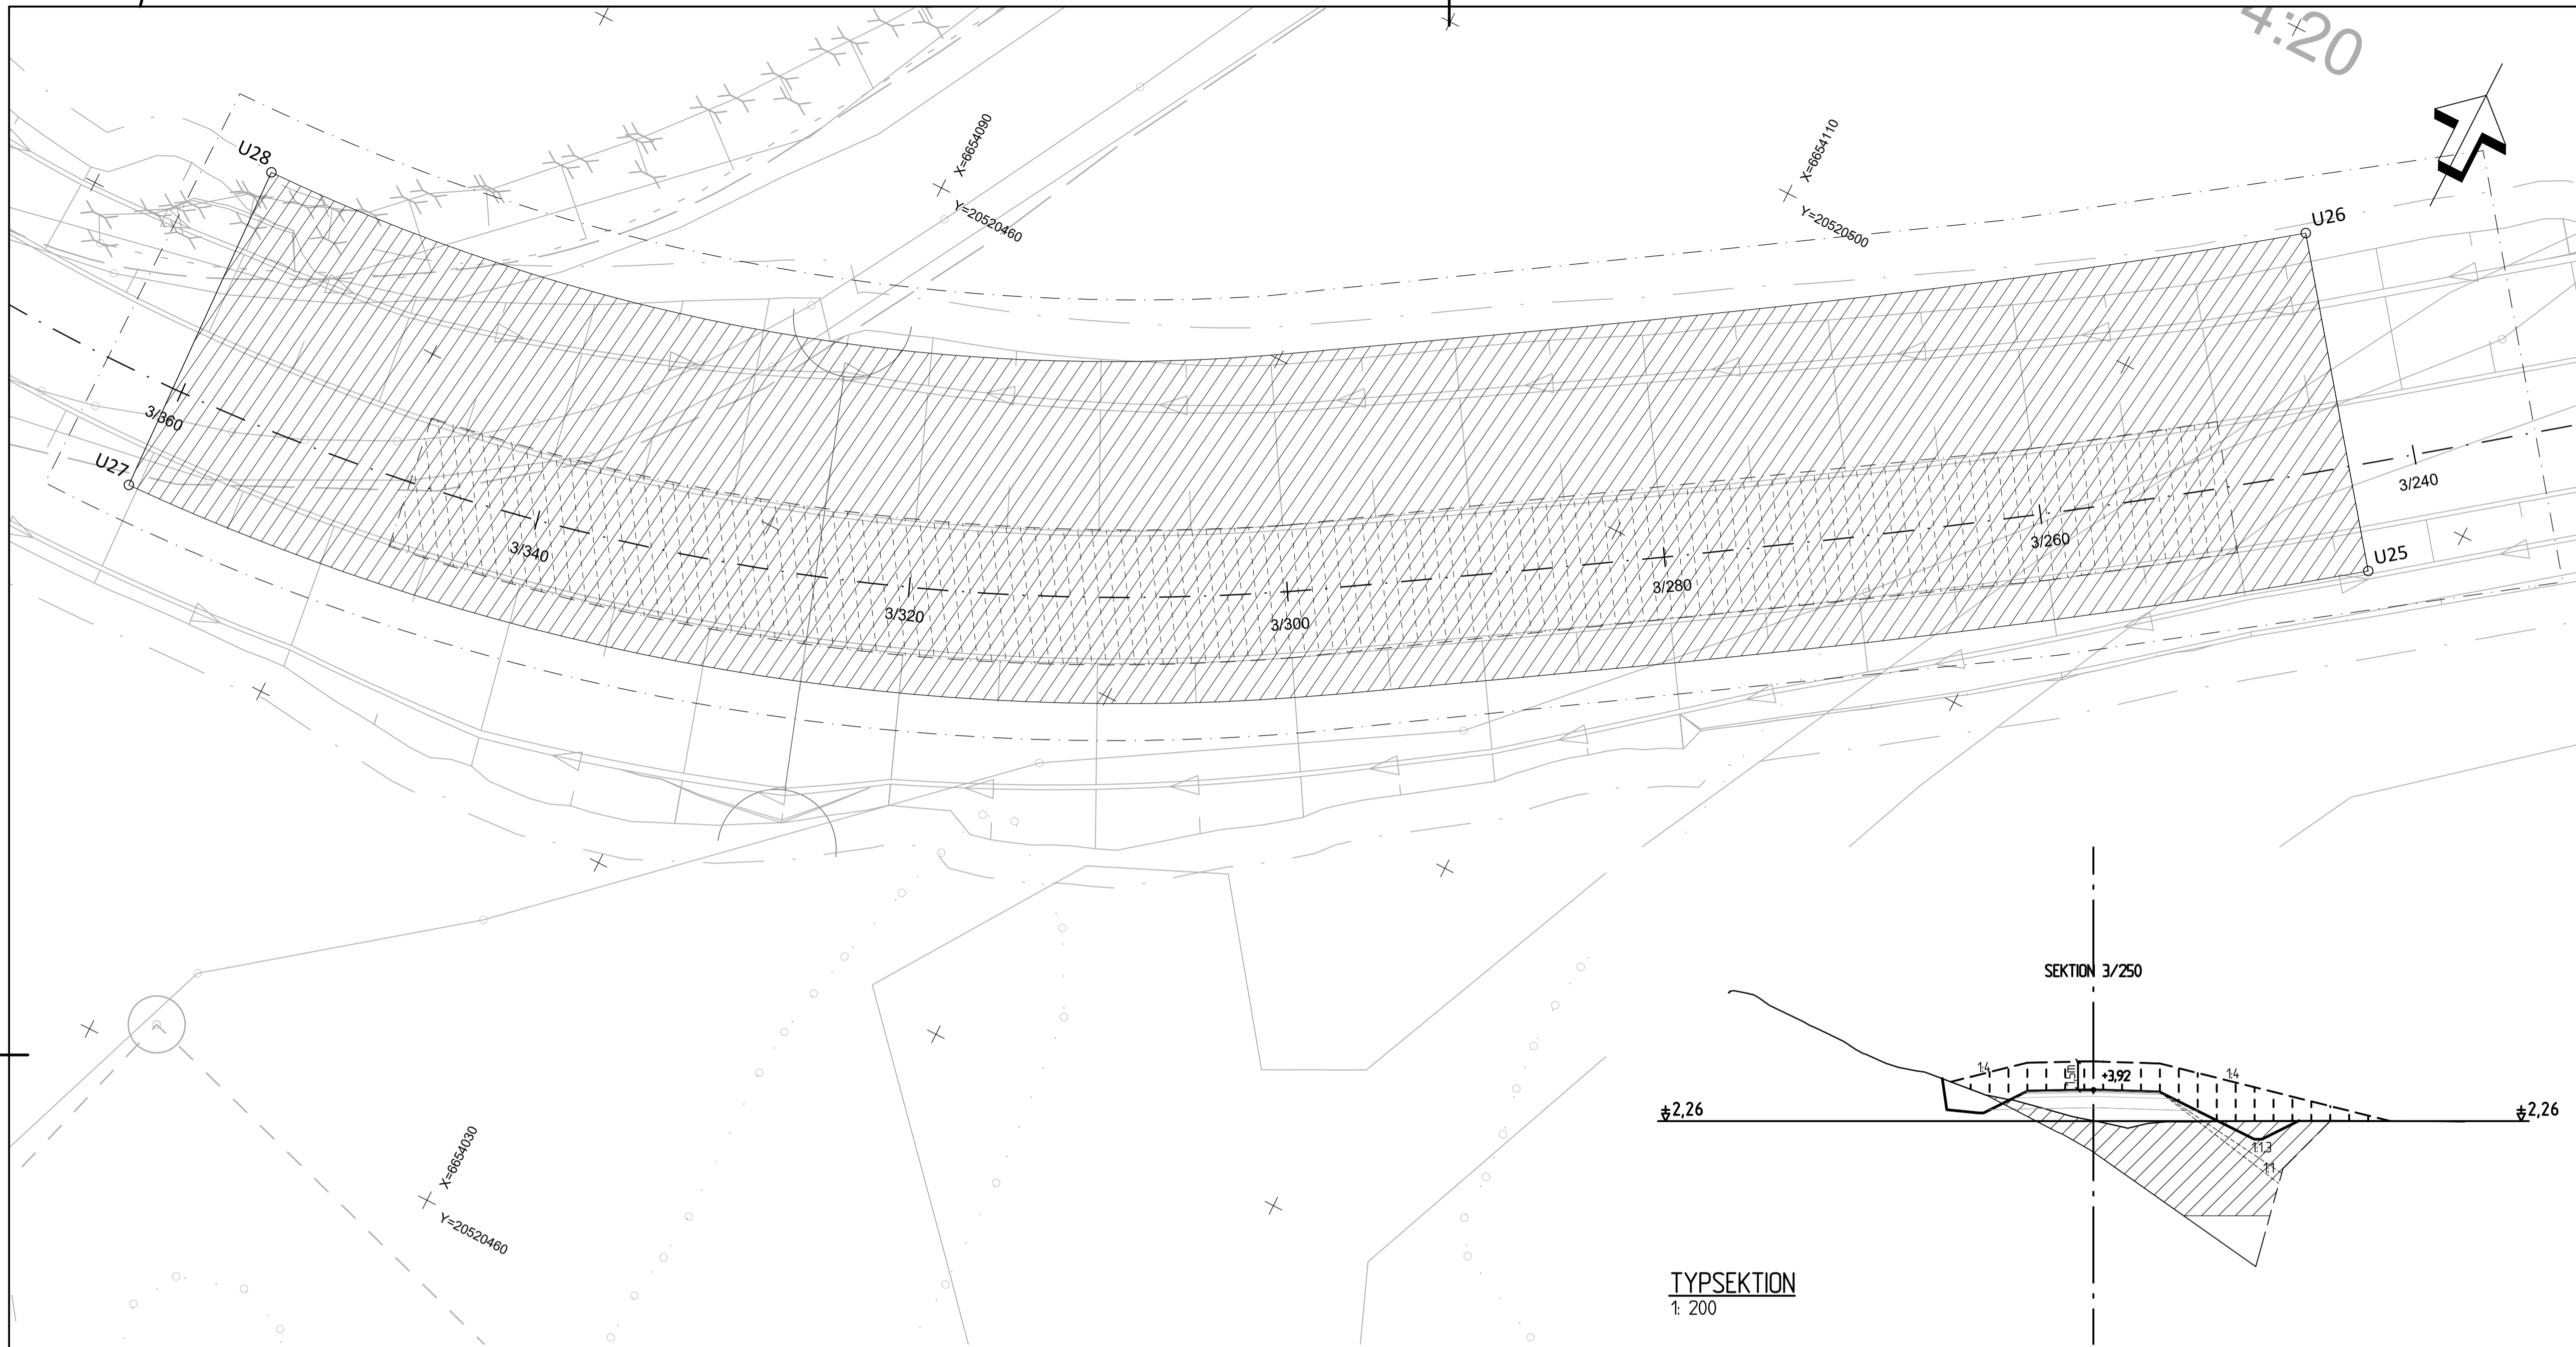 4:20
X=6654090
Y=20520460
X=6654110
Y=20520500
U28
U26
3/360
U27
3/340
3/320
3/300
3/280
3/260
3/240
U25
SEKTION 3/250
1:4
1,5m
+3,92
1:4
+2,26
+2,26
1:1,3
1:1
X=6654030
Y=20520460
TYPSEKTION
1: 200